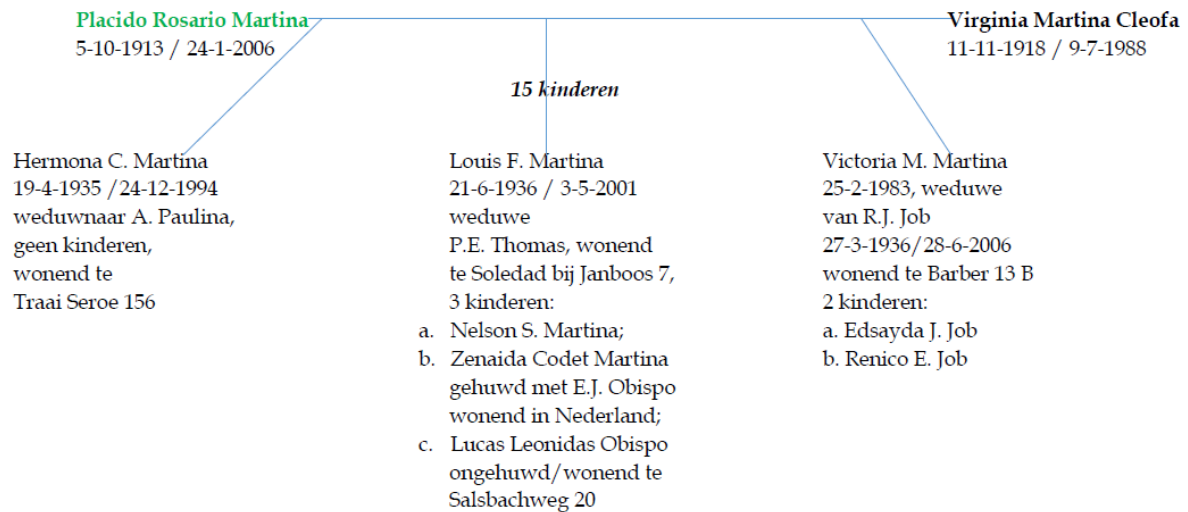 Placido Rosario Martina
5-10-1913 / 24-1-2006
Virginia Martina Cleofa
11-11-1918 / 9-7-1988
15 kinderen
Hermona C. Martina
19-4-1935 /24-12-1994
weduwnaar A. Paulina,
geen kinderen,
wonend te
Traai Seroe 156
Louis F. Martina
21-6-1936 / 3-5-2001
weduwe
P.E. Thomas, wonend
te Soledad bij Janboos 7,
3 kinderen:
a. Nelson S. Martina;
b. Zenaida Codet Martina
gehuwd met E.J. Obispo
wonend in Nederland;
c. Lucas Leonidas Obispo
ongehuwd/wonend te
Salsbachweg 20
Victoria M. Martina
25-2-1983, weduwe
van R.J. Job
27-3-1936/28-6-2006
wonend te Barber 13 B
2 kinderen:
a. Edsayda J. Job
b. Renico E. Job